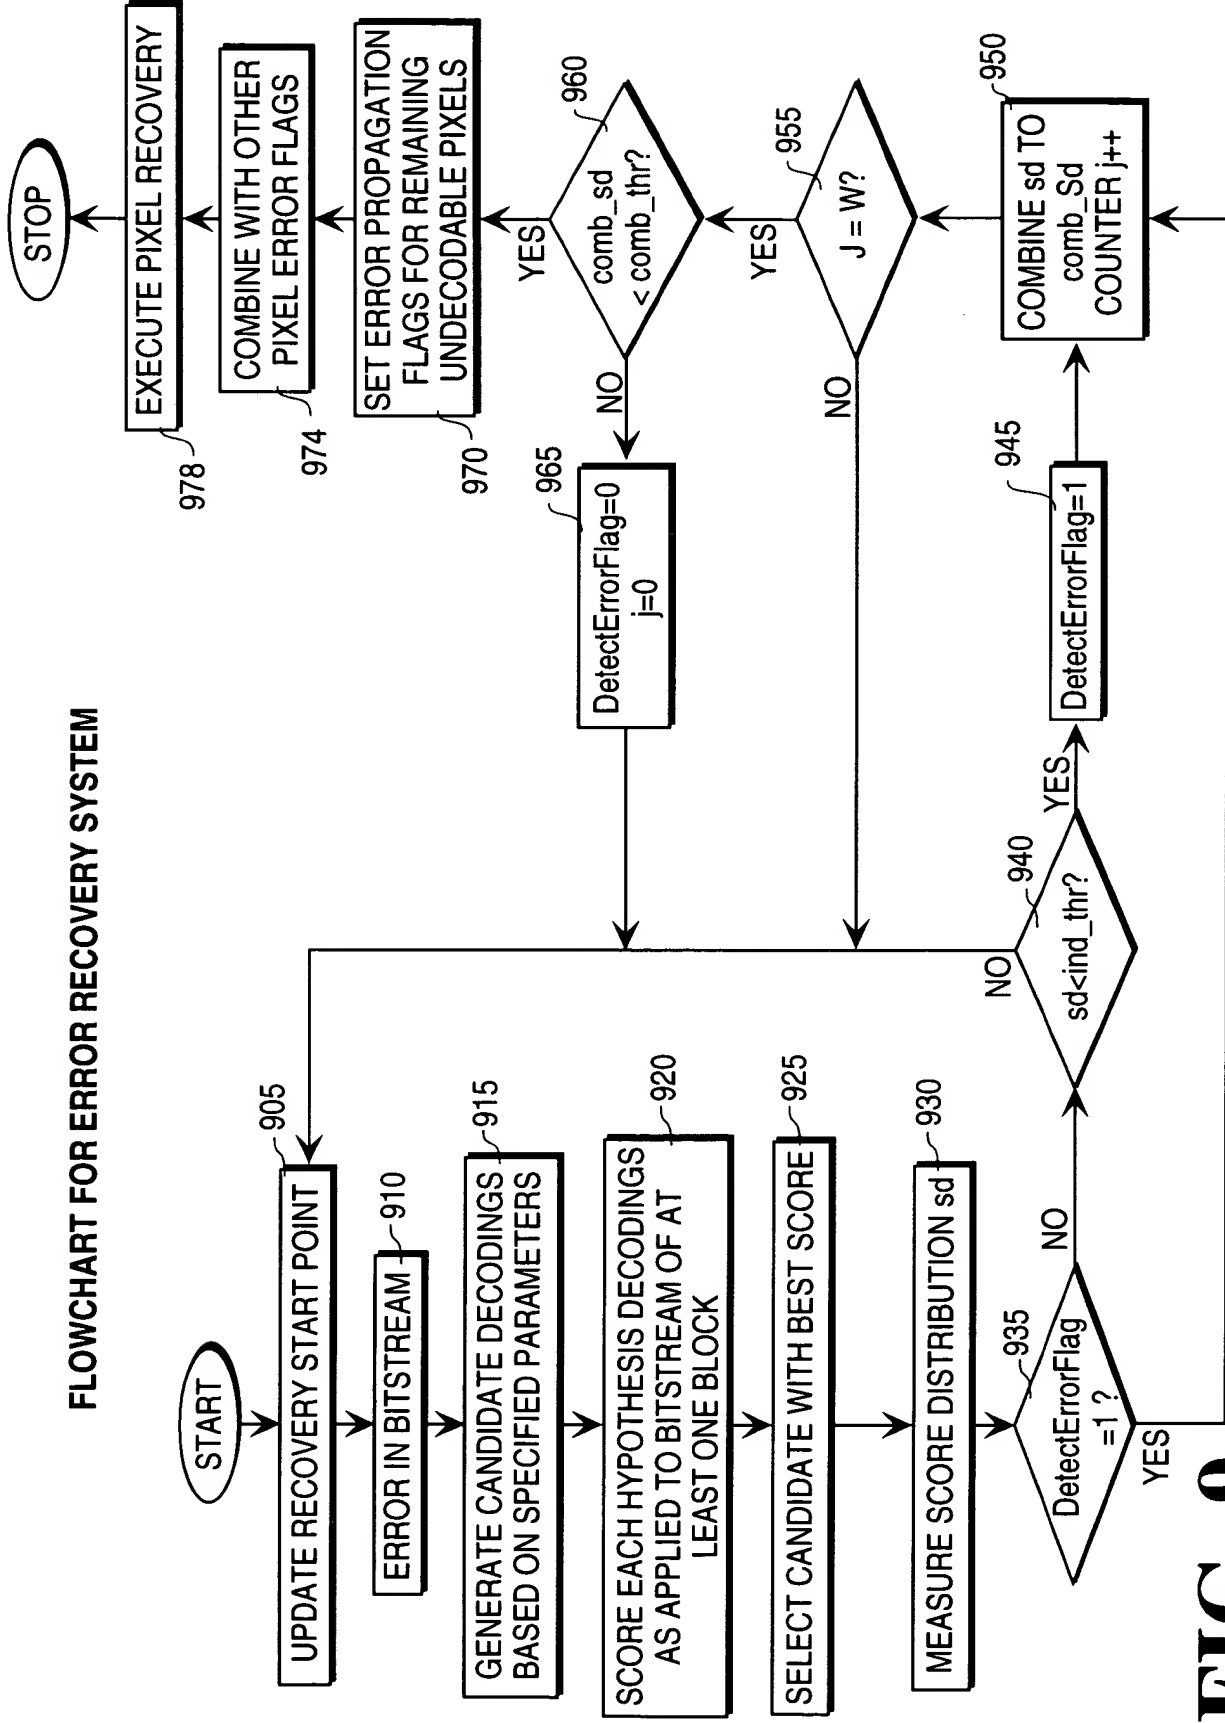 FLOWCHART FOR ERROR RECOVERY SYSTEM
START
905
UPDATE RECOVERY START POINT
910
ERROR IN BITSTREAM
915
GENERATE CANDIDATE DECODINGS
BASED ON SPECIFIED PARAMETERS
920
SCORE EACH HYPOTHESIS DECODINGS
AS APPLIED TO BITSTREAM OF AT
LEAST ONE BLOCK
925
SELECT CANDIDATE WITH BEST SCORE
930
MEASURE SCORE DISTRIBUTION sd
935
DetectErrorFlag
=1 ?
YES
NO
940
sd<ind_thr?
NO
YES
945
DetectErrorFlag=1
950
COMBINE sd TO
comb_Sd
COUNTER j++
955
J = W?
NO
YES
960
comb_sd
< comb_thr?
NO
YES
965
DetectErrorFlag=0
j=0
970
SET ERROR PROPAGATION
FLAGS FOR REMAINING
UNDECODABLE PIXELS
974
COMBINE WITH OTHER
PIXEL ERROR FLAGS
978
EXECUTE PIXEL RECOVERY
STOP
FIG. 9